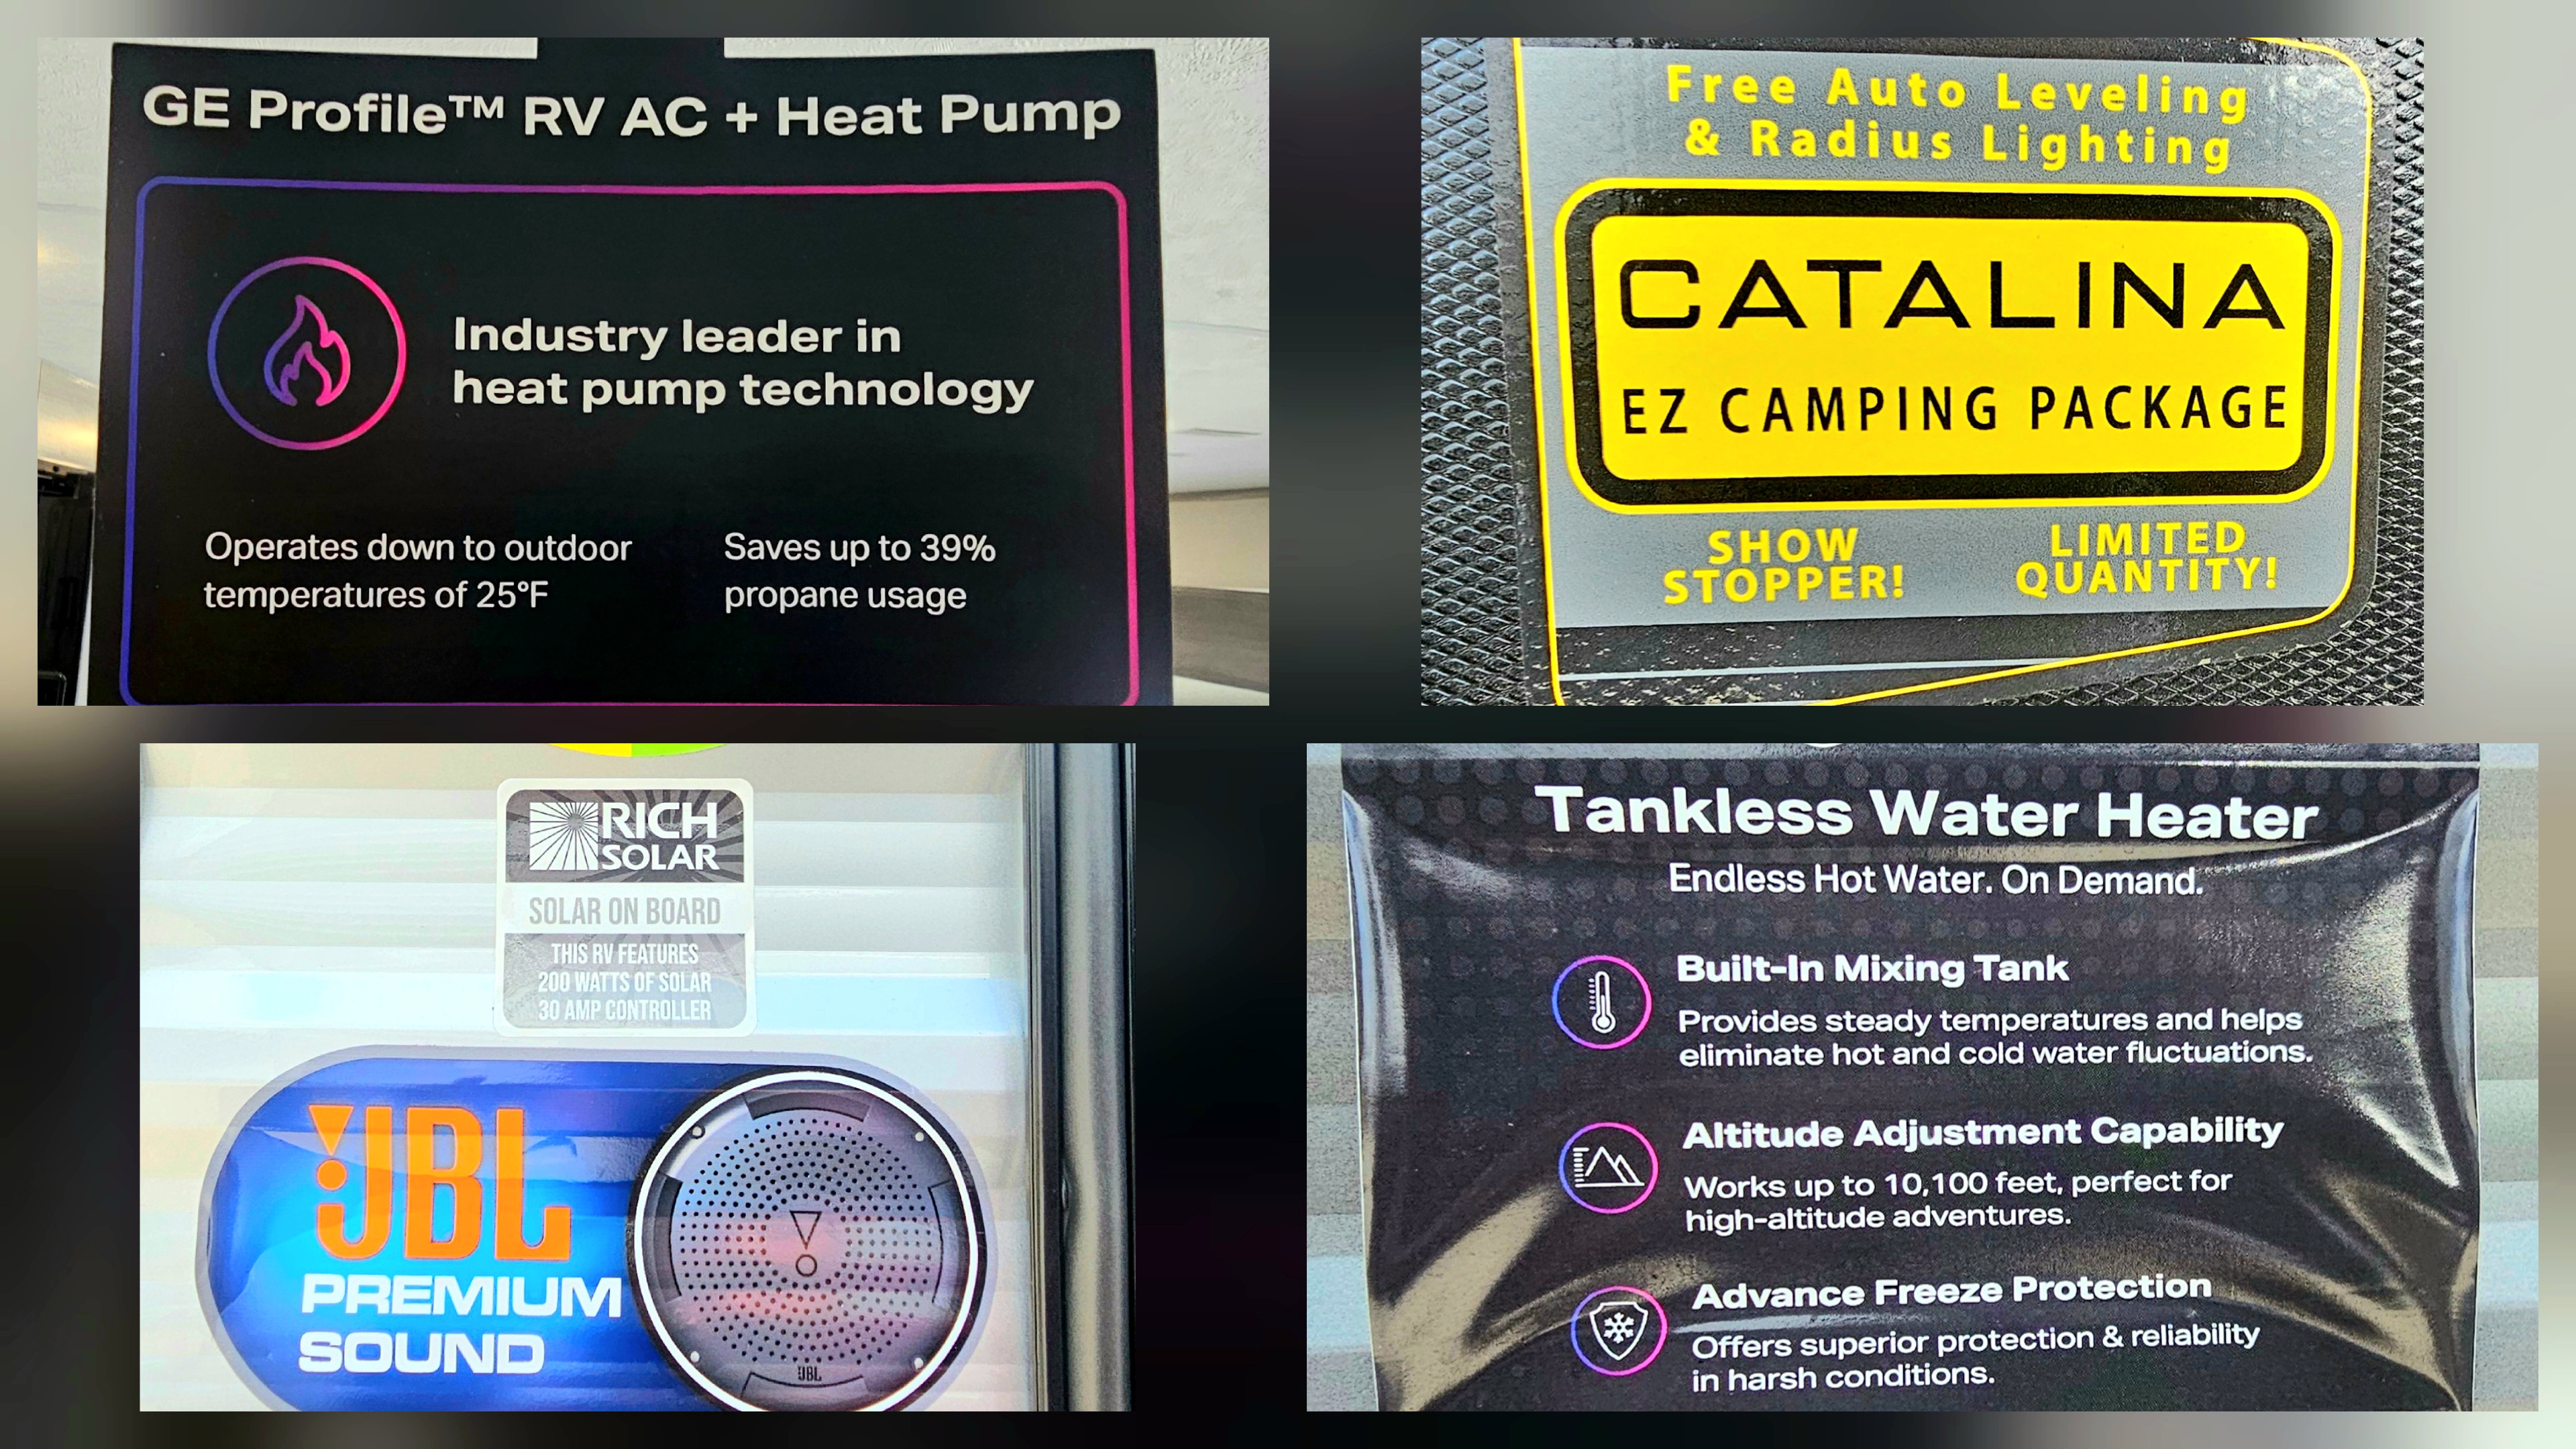 GE Profile™ RV AC + Heat Pump
Industry leader in
heat pump technology
Operates down to outdoor
temperatures of 25°F
Saves up to 39%
propane usage
Free Auto Leveling
& Radius Lighting
CATALINA
EZ CAMPING PACKAGE
SHOW
STOPPER!
LIMITED
QUANTITY!
RICH
SOLAR
SOLAR ON BOARD
THIS RV FEATURES
200 WATTS OF SOLAR
30 AMP CONTROLLER
JBL
PREMIUM
SOUND
JBL
Tankless Water Heater
Endless Hot Water. On Demand.
Built-In Mixing Tank
Provides steady temperatures and helps
eliminate hot and cold water fluctuations.
Altitude Adjustment Capability
Works up to 10,100 feet, perfect for
high-altitude adventures.
Advance Freeze Protection
Offers superior protection & reliability
in harsh conditions.